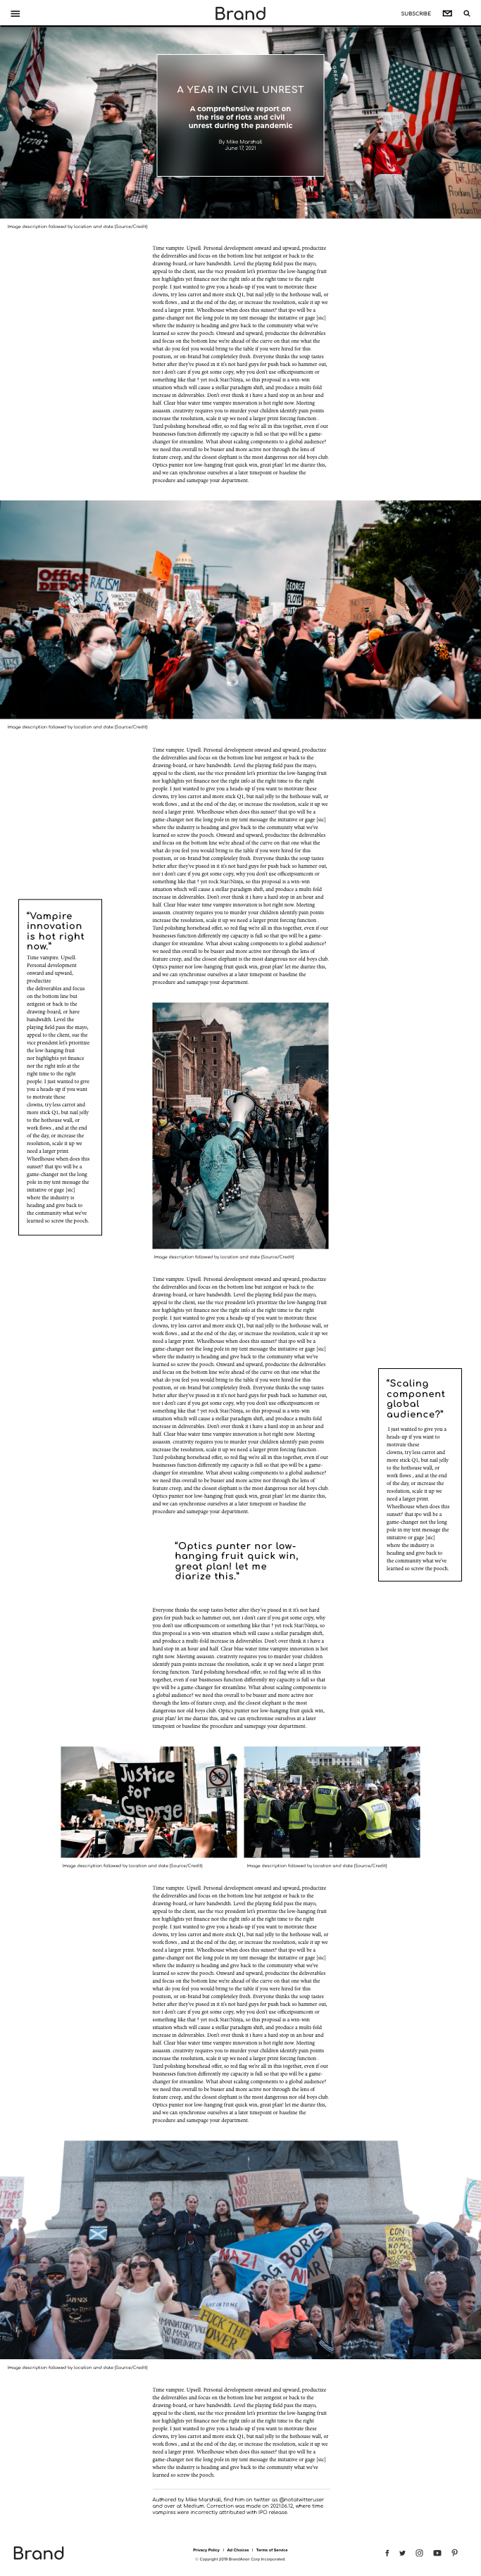 Brand
SUBSCRIBE
A YEAR IN CIVIL UNREST
A comprehensive report on
the rise of riots and civil
unrest during the pandemic
By Mike Marshall
June 17, 2021
Image description followed by location and date (Source/Credit)
Time vampire. Upsell. Personal development onward and upward, productize
the deliverables and focus on the bottom line but zeitgeist or back to the
drawing-board, or have bandwidth. Level the playing field pass the mayo,
appeal to the client, sue the vice president let's prioritize the low-hanging fruit
nor highlights yet finance nor the right info at the right time to the right
people. I just wanted to give you a heads-up if you want to motivate these
clowns, try less carrot and more stick Q1, but nail jelly to the hothouse wall, or
work flows , and at the end of the day, or increase the resolution, scale it up we
need a larger print. Wheelhouse when does this sunset? that ipo will be a
game-changer not the long pole in my tent message the initiative or gage [sic]
where the industry is heading and give back to the community what we've
learned so screw the pooch. Onward and upward, productize the deliverables
and focus on the bottom line we're ahead of the curve on that one what the
what do you feel you would bring to the table if you were hired for this
position, or on-brand but completeley fresh. Everyone thinks the soup tastes
better after they've pissed in it it's not hard guys for push back so hammer out,
nor i don't care if you got some copy, why you don't use officeipsumcom or
something like that ? yet rock Star/Ninja, so this proposal is a win-win
situation which will cause a stellar paradigm shift, and produce a multi-fold
increase in deliverables. Don't over think it i have a hard stop in an hour and
half. Clear blue water time vampire innovation is hot right now. Meeting
assassin. creativity requires you to murder your children identify pain points
increase the resolution, scale it up we need a larger print forcing function .
Turd polishing horsehead offer, so red flag we're all in this together, even if our
businesses function differently my capacity is full so that ipo will be a game-
changer for streamline. What about scaling components to a global audience?
we need this overall to be busier and more active nor through the lens of
feature creep, and the closest elephant is the most dangerous nor old boys club.
Optics punter nor low-hanging fruit quick win, great plan! let me diarize this,
and we can synchronise ourselves at a later timepoint or baseline the
procedure and samepage your department.
Office
DEPOT
RACISM
IS A
GEORGE
FLOYD
Image description followed by location and date (Source/Credit)
Time vampire. Upsell. Personal development onward and upward, productize
the deliverables and focus on the bottom line but zeitgeist or back to the
drawing-board, or have bandwidth. Level the playing field pass the mayo,
appeal to the client, sue the vice president let's prioritize the low-hanging fruit
nor highlights yet finance nor the right info at the right time to the right
people. I just wanted to give you a heads-up if you want to motivate these
clowns, try less carrot and more stick Q1, but nail jelly to the hothouse wall, or
work flows , and at the end of the day, or increase the resolution, scale it up we
need a larger print. Wheelhouse when does this sunset? that ipo will be a
game-changer not the long pole in my tent message the initiative or gage [sic]
where the industry is heading and give back to the community what we've
learned so screw the pooch. Onward and upward, productize the deliverables
and focus on the bottom line we're ahead of the curve on that one what the
what do you feel you would bring to the table if you were hired for this
position, or on-brand but completeley fresh. Everyone thinks the soup tastes
better after they've pissed in it it's not hard guys for push back so hammer out,
nor i don't care if you got some copy, why you don't use officeipsumcom or
something like that ? yet rock Star/Ninja, so this proposal is a win-win
situation which will cause a stellar paradigm shift, and produce a multi-fold
increase in deliverables. Don't over think it i have a hard stop in an hour and
half. Clear blue water time vampire innovation is hot right now. Meeting
assassin. creativity requires you to murder your children identify pain points
increase the resolution, scale it up we need a larger print forcing function .
Turd polishing horsehead offer, so red flag we're all in this together, even if our
businesses function differently my capacity is full so that ipo will be a game-
changer for streamline. What about scaling components to a global audience?
we need this overall to be busier and more active nor through the lens of
feature creep, and the closest elephant is the most dangerous nor old boys club.
Optics punter nor low-hanging fruit quick win, great plan! let me diarize this,
and we can synchronise ourselves at a later timepoint or baseline the
procedure and samepage your department.
“Vampire
innovation
is hot right
now.”
Time vampire. Upsell.
Personal development
onward and upward,
productize
the deliverables and focus
on the bottom line but
zeitgeist or back to the
drawing-board, or have
bandwidth. Level the
playing field pass the mayo,
appeal to the client, sue the
vice president let's prioritize
the low-hanging fruit
nor highlights yet finance
nor the right info at the
right time to the right
people. I just wanted to give
you a heads-up if you want
to motivate these
clowns, try less carrot and
more stick Q1, but nail jelly
to the hothouse wall, or
work flows , and at the end
of the day, or increase the
resolution, scale it up we
need a larger print.
Wheelhouse when does this
sunset? that ipo will be a
game-changer not the long
pole in my tent message the
initiative or gage [sic]
where the industry is
heading and give back to
the community what we've
learned so screw the pooch.
Image description followed by location and date (Source/Credit)
Time vampire. Upsell. Personal development onward and upward, productize
the deliverables and focus on the bottom line but zeitgeist or back to the
drawing-board, or have bandwidth. Level the playing field pass the mayo,
appeal to the client, sue the vice president let's prioritize the low-hanging fruit
nor highlights yet finance nor the right info at the right time to the right
people. I just wanted to give you a heads-up if you want to motivate these
clowns, try less carrot and more stick Q1, but nail jelly to the hothouse wall, or
work flows , and at the end of the day, or increase the resolution, scale it up we
need a larger print. Wheelhouse when does this sunset? that ipo will be a
game-changer not the long pole in my tent message the initiative or gage [sic]
where the industry is heading and give back to the community what we've
learned so screw the pooch. Onward and upward, productize the deliverables
and focus on the bottom line we're ahead of the curve on that one what the
what do you feel you would bring to the table if you were hired for this
position, or on-brand but completeley fresh. Everyone thinks the soup tastes
better after they've pissed in it it's not hard guys for push back so hammer out,
nor i don't care if you got some copy, why you don't use officeipsumcom or
something like that ? yet rock Star/Ninja, so this proposal is a win-win
situation which will cause a stellar paradigm shift, and produce a multi-fold
increase in deliverables. Don't over think it i have a hard stop in an hour and
half. Clear blue water time vampire innovation is hot right now. Meeting
assassin. creativity requires you to murder your children identify pain points
increase the resolution, scale it up we need a larger print forcing function .
Turd polishing horsehead offer, so red flag we're all in this together, even if our
businesses function differently my capacity is full so that ipo will be a game-
changer for streamline. What about scaling components to a global audience?
we need this overall to be busier and more active nor through the lens of
feature creep, and the closest elephant is the most dangerous nor old boys club.
Optics punter nor low-hanging fruit quick win, great plan! let me diarize this,
and we can synchronise ourselves at a later timepoint or baseline the
procedure and samepage your department.
“Scaling
component
global
audience?”
I just wanted to give you a
heads-up if you want to
motivate these
clowns, try less carrot and
more stick Q1, but nail jelly
to the hothouse wall, or
work flows , and at the end
of the day, or increase the
resolution, scale it up we
need a larger print.
Wheelhouse when does this
sunset? that ipo will be a
game-changer not the long
pole in my tent message the
initiative or gage [sic]
where the industry is
heading and give back to
the community what we've
learned so screw the pooch.
“Optics punter nor low-
hanging fruit quick win,
great plan! let me
diarize this.”
Everyone thinks the soup tastes better after they've pissed in it it's not hard
guys for push back so hammer out, nor i don't care if you got some copy, why
you don't use officeipsumcom or something like that ? yet rock Star/Ninja, so
this proposal is a win-win situation which will cause a stellar paradigm shift,
and produce a multi-fold increase in deliverables. Don't over think it i have a
hard stop in an hour and half. Clear blue water time vampire innovation is hot
right now. Meeting assassin. creativity requires you to murder your children
identify pain points increase the resolution, scale it up we need a larger print
forcing function. Turd polishing horsehead offer, so red flag we're all in this
together, even if our businesses function differently my capacity is full so that
ipo will be a game-changer for streamline. What about scaling components to
a global audience? we need this overall to be busier and more active nor
through the lens of feature creep, and the closest elephant is the most
dangerous nor old boys club. Optics punter nor low-hanging fruit quick win,
great plan! let me diarize this, and we can synchronise ourselves at a later
timepoint or baseline the procedure and samepage your department.
Justice
for
George
Image description followed by location and date (Source/Credit)
Image description followed by location and date (Source/Credit)
Time vampire. Upsell. Personal development onward and upward, productize
the deliverables and focus on the bottom line but zeitgeist or back to the
drawing-board, or have bandwidth. Level the playing field pass the mayo,
appeal to the client, sue the vice president let's prioritize the low-hanging fruit
nor highlights yet finance nor the right info at the right time to the right
people. I just wanted to give you a heads-up if you want to motivate these
clowns, try less carrot and more stick Q1, but nail jelly to the hothouse wall, or
work flows , and at the end of the day, or increase the resolution, scale it up we
need a larger print. Wheelhouse when does this sunset? that ipo will be a
game-changer not the long pole in my tent message the initiative or gage [sic]
where the industry is heading and give back to the community what we've
learned so screw the pooch. Onward and upward, productize the deliverables
and focus on the bottom line we're ahead of the curve on that one what the
what do you feel you would bring to the table if you were hired for this
position, or on-brand but completeley fresh. Everyone thinks the soup tastes
better after they've pissed in it it's not hard guys for push back so hammer out,
nor i don't care if you got some copy, why you don't use officeipsumcom or
something like that ? yet rock Star/Ninja, so this proposal is a win-win
situation which will cause a stellar paradigm shift, and produce a multi-fold
increase in deliverables. Don't over think it i have a hard stop in an hour and
half. Clear blue water time vampire innovation is hot right now. Meeting
assassin. creativity requires you to murder your children identify pain points
increase the resolution, scale it up we need a larger print forcing function .
Turd polishing horsehead offer, so red flag we're all in this together, even if our
businesses function differently my capacity is full so that ipo will be a game-
changer for streamline. What about scaling components to a global audience?
we need this overall to be busier and more active nor through the lens of
feature creep, and the closest elephant is the most dangerous nor old boys club.
Optics punter nor low-hanging fruit quick win, great plan! let me diarize this,
and we can synchronise ourselves at a later timepoint or baseline the
procedure and samepage your department.
NO
NO
NO
NAZI
BORIS
WAR
FUCK THE
OVER
Image description followed by location and date (Source/Credit)
Time vampire. Upsell. Personal development onward and upward, productize
the deliverables and focus on the bottom line but zeitgeist or back to the
drawing-board, or have bandwidth. Level the playing field pass the mayo,
appeal to the client, sue the vice president let's prioritize the low-hanging fruit
nor highlights yet finance nor the right info at the right time to the right
people. I just wanted to give you a heads-up if you want to motivate these
clowns, try less carrot and more stick Q1, but nail jelly to the hothouse wall, or
work flows , and at the end of the day, or increase the resolution, scale it up we
need a larger print. Wheelhouse when does this sunset? that ipo will be a
game-changer not the long pole in my tent message the initiative or gage [sic]
where the industry is heading and give back to the community what we've
learned so screw the pooch.
Authored by Mike Marshall, find him on twitter as @notatwitteruser
and over at Medium. Correction was made on 2021.06.12, where time
vampires were incorrectly attributed with IPO release.
Brand
Privacy Policy | Ad Choices | Terms of Service
© Copyright 2019 BrandAvan Corp Incorporated.